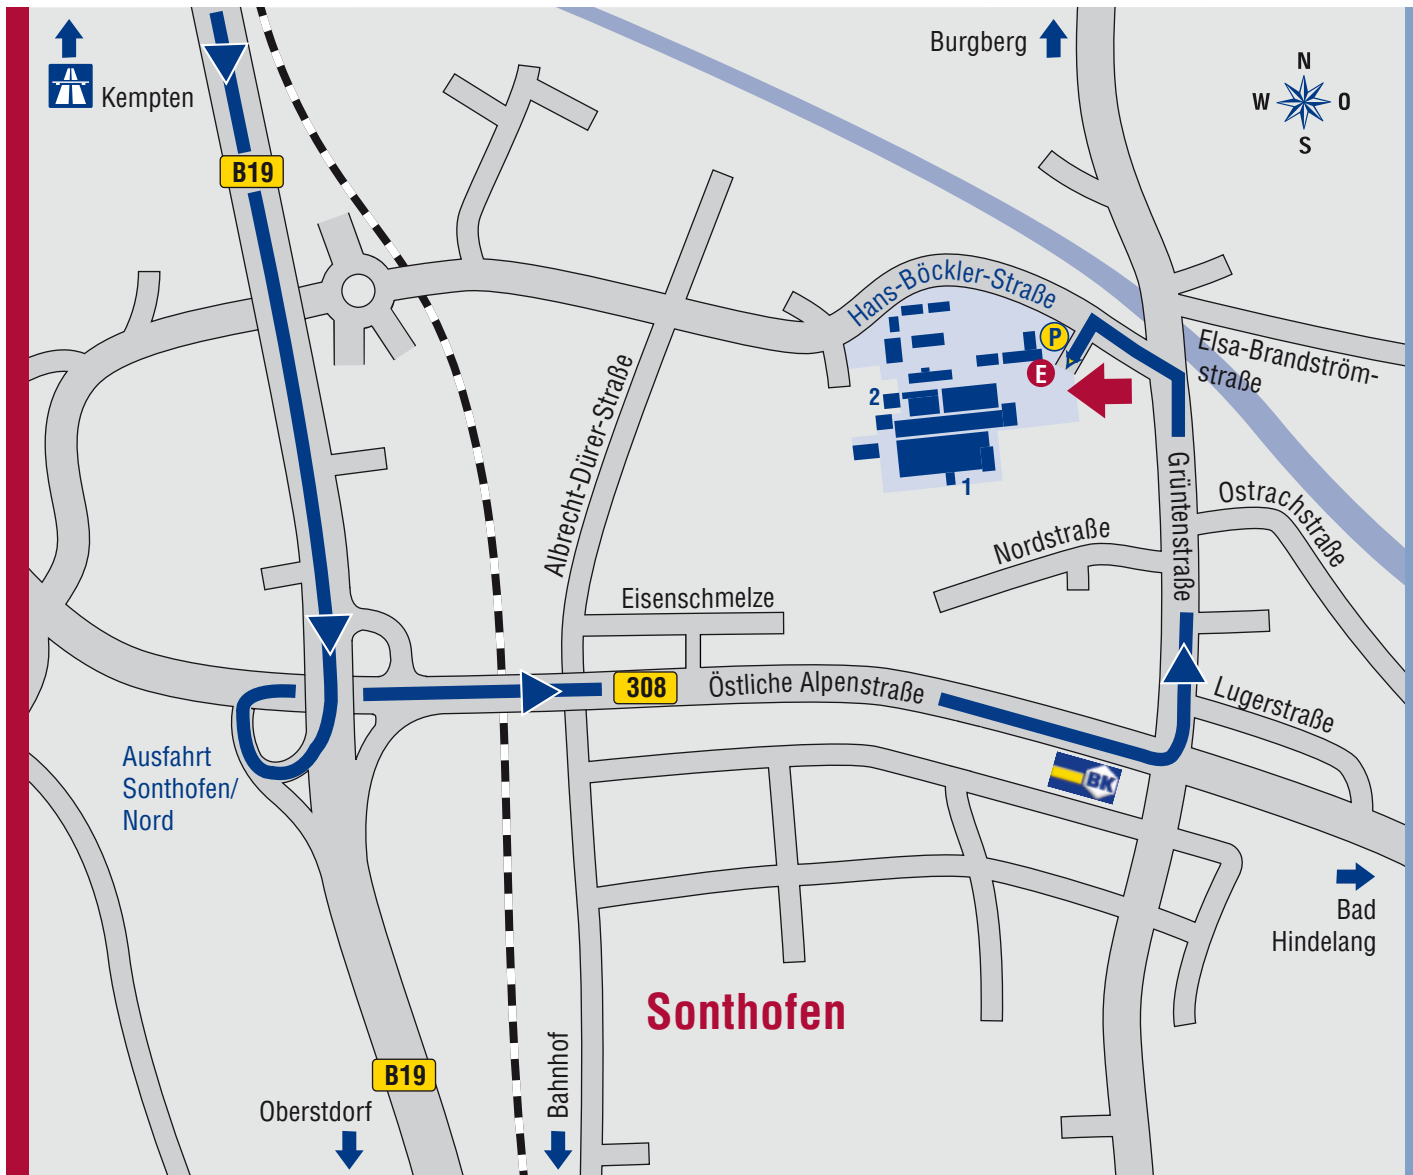 Burgberg
N
W
O
S
Kempten
B19
Hans-Böckler-Straße
P
E
2
1
Elsa-Brandström-
straße
Albrecht-Dürer-Straße
Grüntenstraße
Ostrachstraße
Nordstraße
Eisenschmelze
308
Östliche Alpenstraße
Lugerstraße
Ausfahrt
Sonthofen/
Nord
BK
Bad
Hindelang
Sonthofen
B19
Bahnhof
Oberstdorf